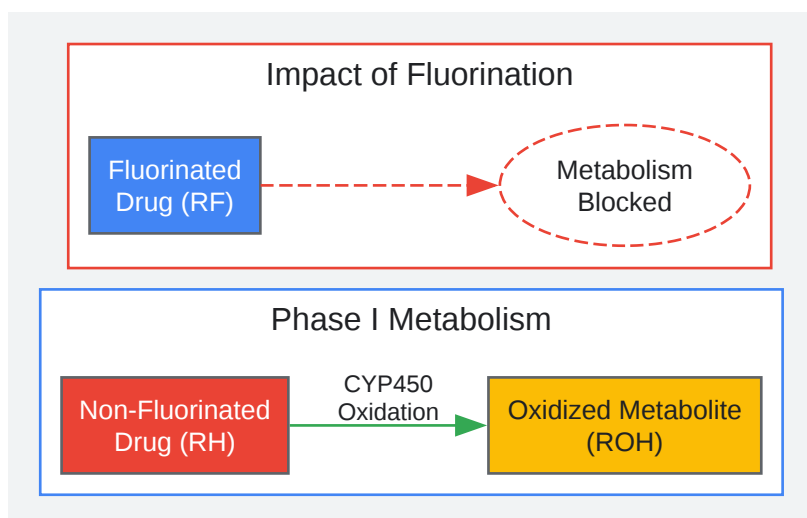 Impact of Fluorination
Fluorinated
Drug (RF)
Metabolism
Blocked
Phase I Metabolism
Non-Fluorinated
Drug (RH)
CYP450
Oxidation
Oxidized Metabolite
(ROH)